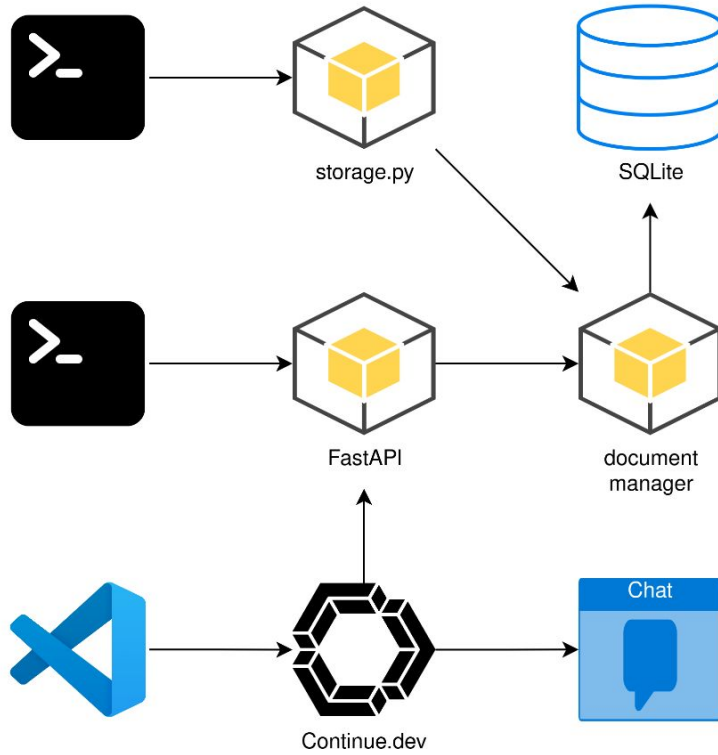 storage.py
SQLite
FastAPI
document
manager
Chat
Continue.dev